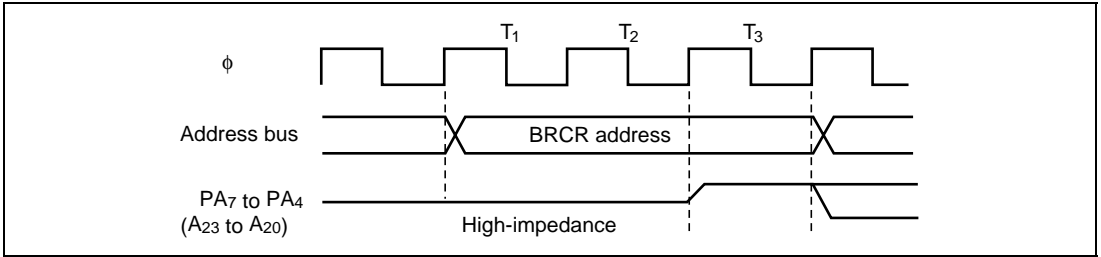 T1 T2 T3
ϕ
Address bus BRCR address
PA7 to PA4
(A23 to A20) High-impedance